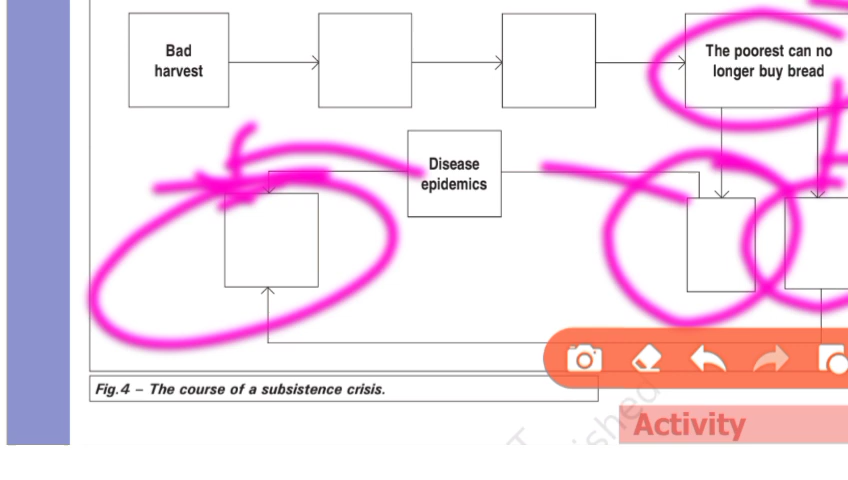 Bad
harvest
The poorest can no
longer buy bread
Disease
epidemics
Fig.4 – The course of a subsistence crisis.
Activity